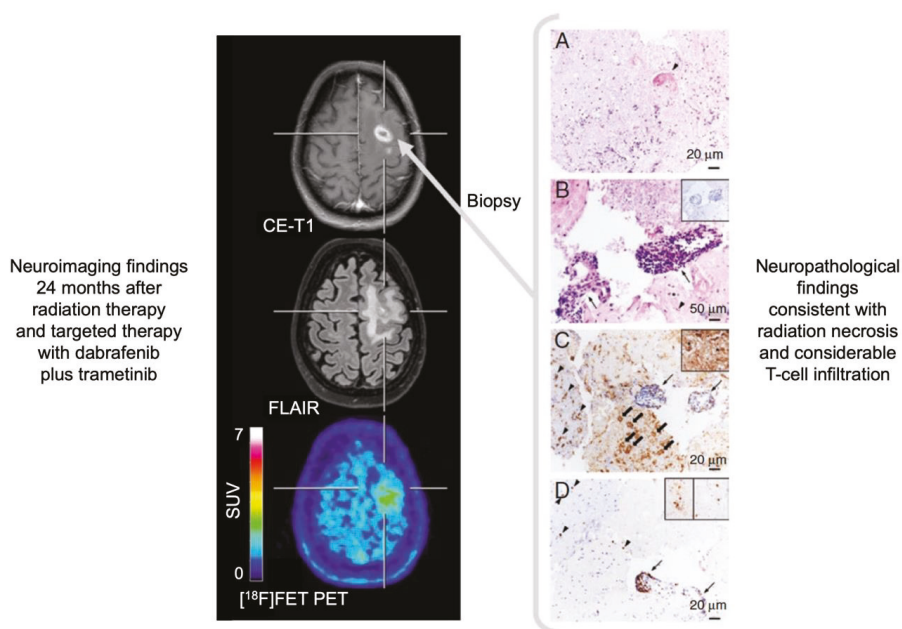 Neuroimaging findings
24 months after
radiation therapy
and targeted therapy
with dabrafenib
plus trametinib
CE-T1
FLAIR
7
SUV
0
[¹⁸F]FET PET
Biopsy
A
20 µm
B
50 µm
C
20 µm
D
20 µm
Neuropathological
findings
consistent with
radiation necrosis
and considerable
T-cell infiltration